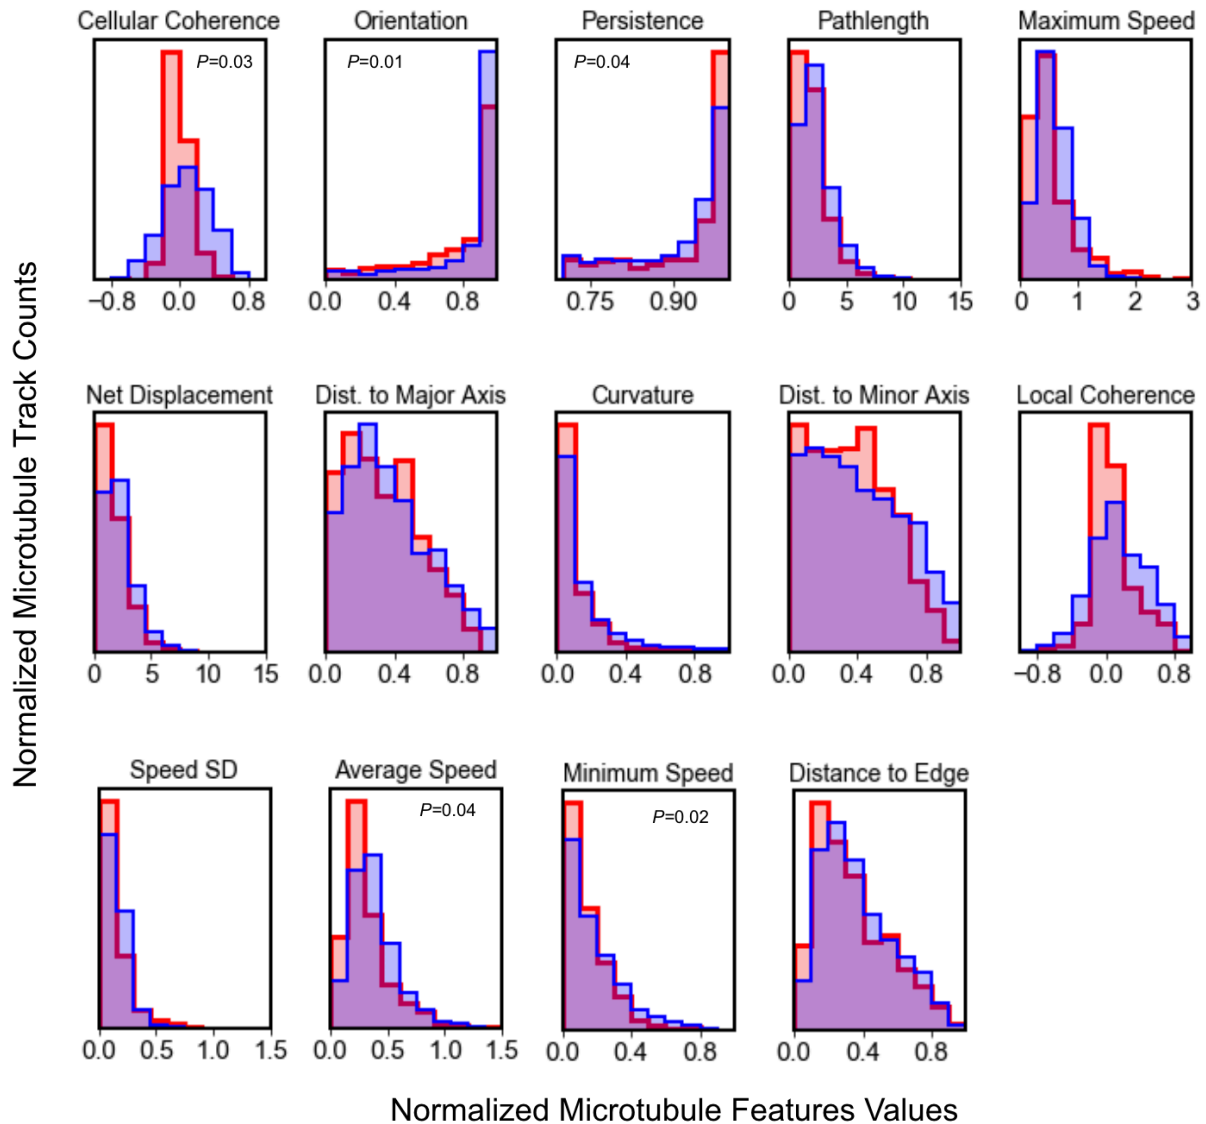 Cellular Coherence
Orientation
Persistence
Pathlength
Maximum Speed
P=0.03
P=0.01
P=0.04
−0.8 0.0 0.8
0.0 0.4 0.8
0.75 0.90
0 5 10 15
0 1 2 3
Normalized Microtubule Track Counts
Net Displacement
Dist. to Major Axis
Curvature
Dist. to Minor Axis
Local Coherence
0 5 10 15
0.0 0.4 0.8
0.0 0.4 0.8
0.0 0.4 0.8
−0.8 0.0 0.8
Speed SD
Average Speed
Minimum Speed
Distance to Edge
P=0.04
P=0.02
0.0 0.5 1.0 1.5
0.0 0.5 1.0 1.5
0.0 0.4 0.8
0.0 0.4 0.8
Normalized Microtubule Features Values